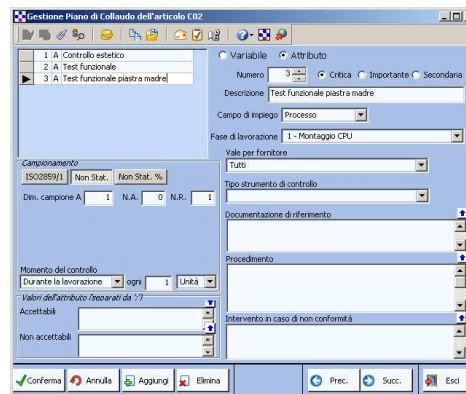 Gestione Piano di Collaudo dell'articolo C02
1 A Controllo estetico
2 A Test funzionale
3 A Test funzionale piastra madre
Variabile Attributo
Numero 3 Critica Importante Secondaria
Descrizione Test funzionale piastra madre
Campo di impiego Processo
Fase di lavorazione 1 - Montaggio CPU
Vale per fornitore
Tutti
Tipo strumento di controllo
Documentazione di riferimento
Procedimento
Intervento in caso di non conformità
Campionamento
ISO2859/1 Non Stat. Non Stat. %
Dim. campione A 1 N.A. 0 N.R. 1
Momento del controllo
Durante la lavorazione ogni 1 Unità
Valori dell'attributo (separati da ';')
Accettabili
Non accettabili
Conferma Annulla Aggiungi Elimina Prec. Succ. Esci